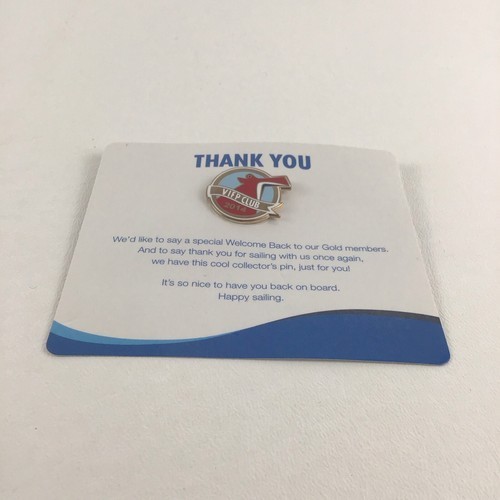 THANK YOU
V.I.F.P. CLUB
2014
We'd like to say a special Welcome Back to our Gold members.
And to say thank you for sailing with us once again,
we have this cool collector's pin, just for you!
It's so nice to have you back on board.
Happy sailing.